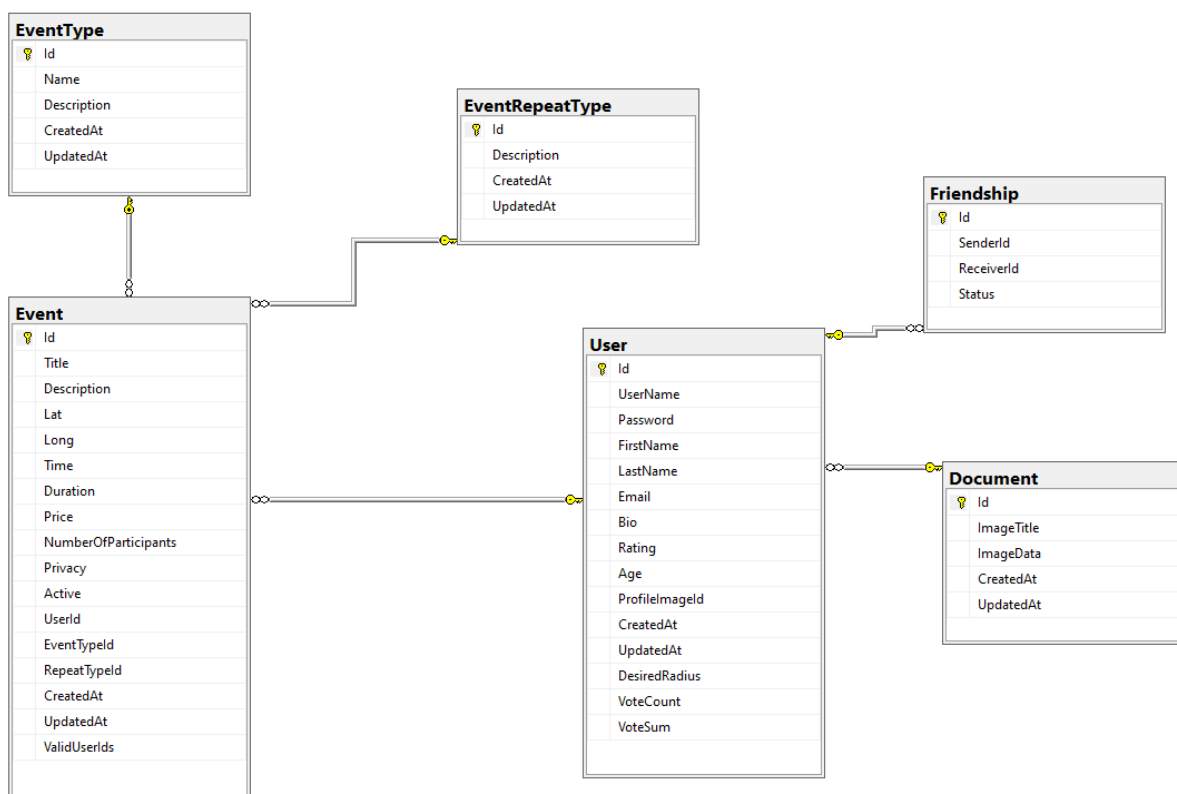 EventType
Id
Name
Description
CreatedAt
UpdatedAt
EventRepeatType
Id
Description
CreatedAt
UpdatedAt
Friendship
Id
SenderId
ReceiverId
Status
Event
Id
Title
Description
Lat
Long
Time
Duration
Price
NumberOfParticipants
Privacy
Active
UserId
EventTypeId
RepeatTypeId
CreatedAt
UpdatedAt
ValidUserIds
User
Id
UserName
Password
FirstName
LastName
Email
Bio
Rating
Age
ProfileImageId
CreatedAt
UpdatedAt
DesiredRadius
VoteCount
VoteSum
Document
Id
ImageTitle
ImageData
CreatedAt
UpdatedAt